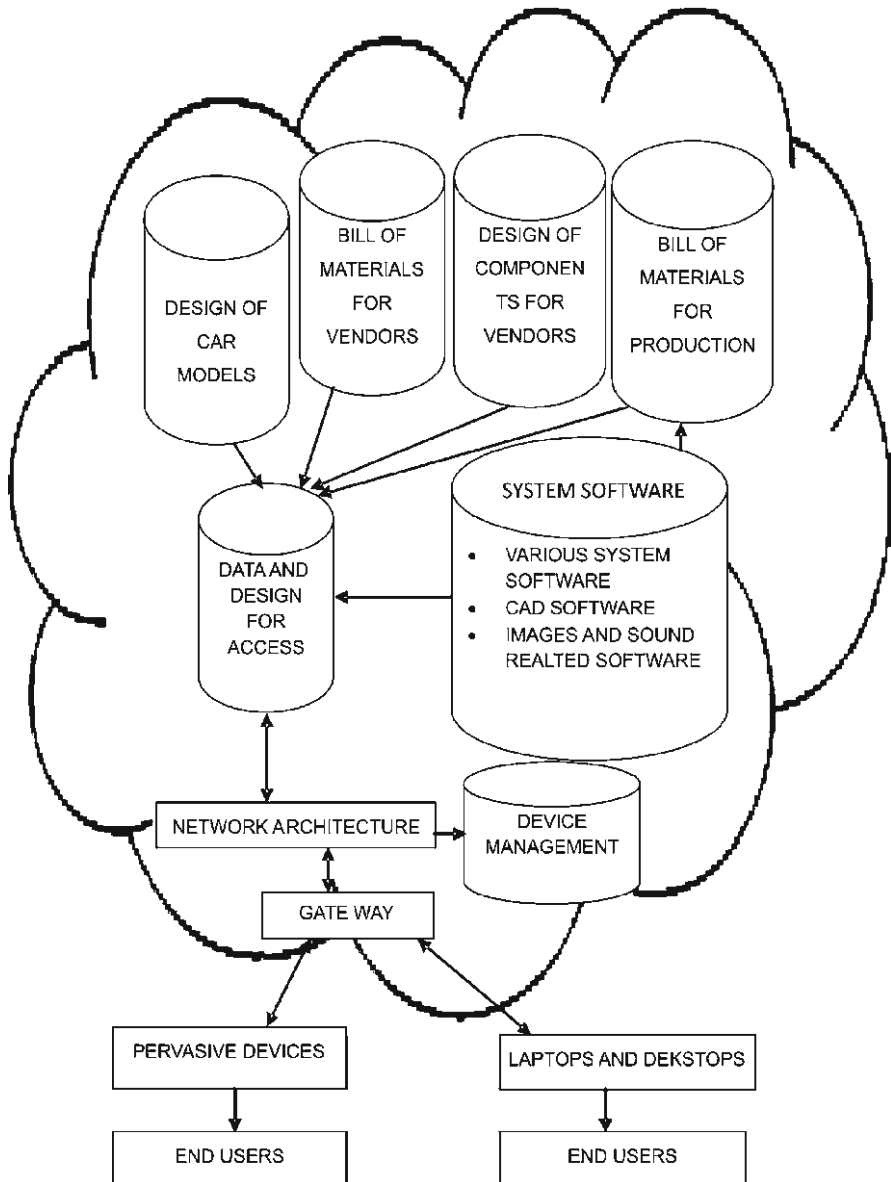 DESIGN OF
CAR
MODELS
BILL OF
MATERIALS
FOR
VENDORS
DESIGN OF
COMPONEN
TS FOR
VENDORS
BILL OF
MATERIALS
FOR
PRODUCTION
DATA AND
DESIGN
FOR
ACCESS
SYSTEM SOFTWARE
• VARIOUS SYSTEM
SOFTWARE
• CAD SOFTWARE
• IMAGES AND SOUND
REALTED SOFTWARE
NETWORK ARCHITECTURE
DEVICE
MANAGEMENT
GATE WAY
PERVASIVE DEVICES
LAPTOPS AND DEKSTOPS
END USERS
END USERS